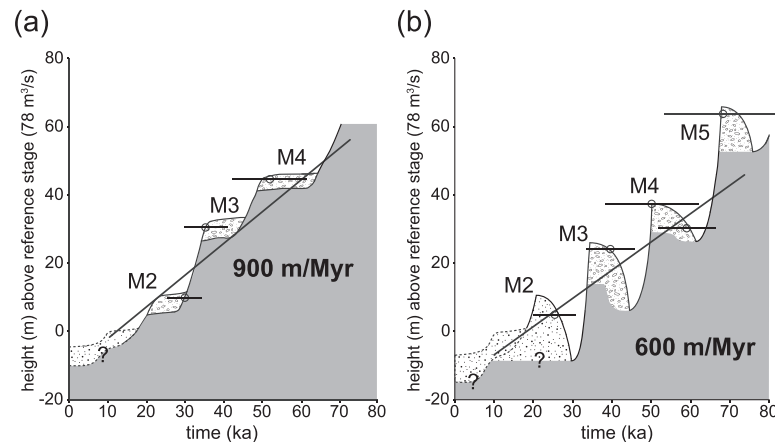 (a)
(b)
height (m) above reference stage (78 m³/s)
80
60
40
20
0
-20
M4
M3
M2
900 m/Myr
?
0 10 20 30 40 50 60 70 80
time (ka)
height (m) above reference stage (78 m³/s)
80
60
40
20
0
-20
M5
M4
M3
M2
?
?
600 m/Myr
0 10 20 30 40 50 60 70 80
time (ka)